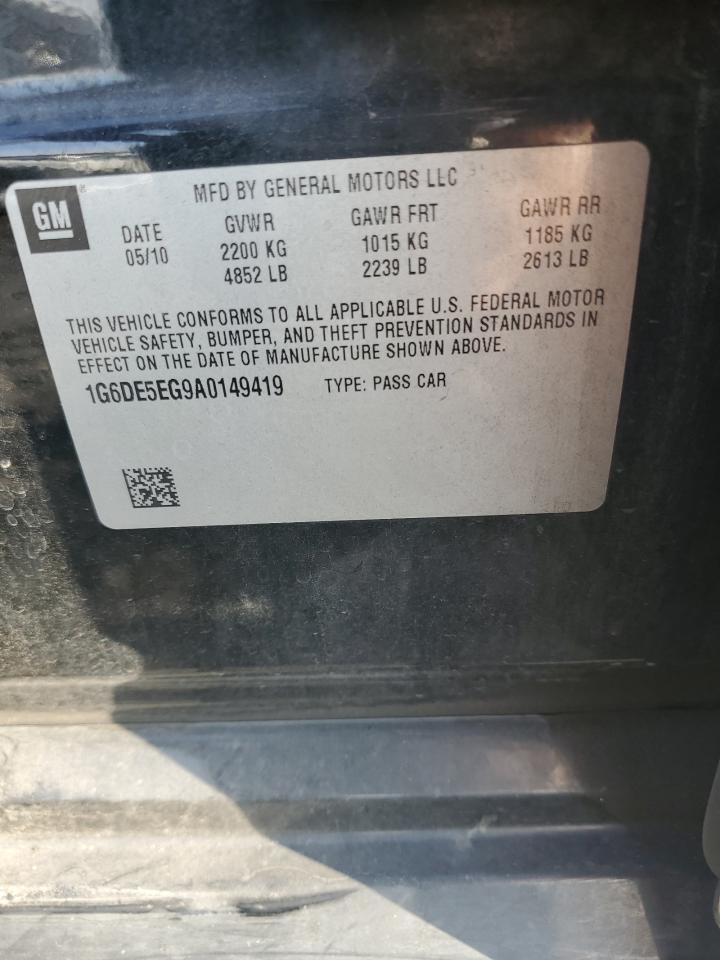 MFD BY GENERAL MOTORS LLC
GM
DATE GVWR GAWR FRT GAWR RR
05/10 2200 KG 1015 KG 1185 KG
4852 LB 2239 LB 2613 LB
THIS VEHICLE CONFORMS TO ALL APPLICABLE U.S. FEDERAL MOTOR
VEHICLE SAFETY, BUMPER, AND THEFT PREVENTION STANDARDS IN
EFFECT ON THE DATE OF MANUFACTURE SHOWN ABOVE.
1G6DE5EG9A0149419 TYPE: PASS CAR